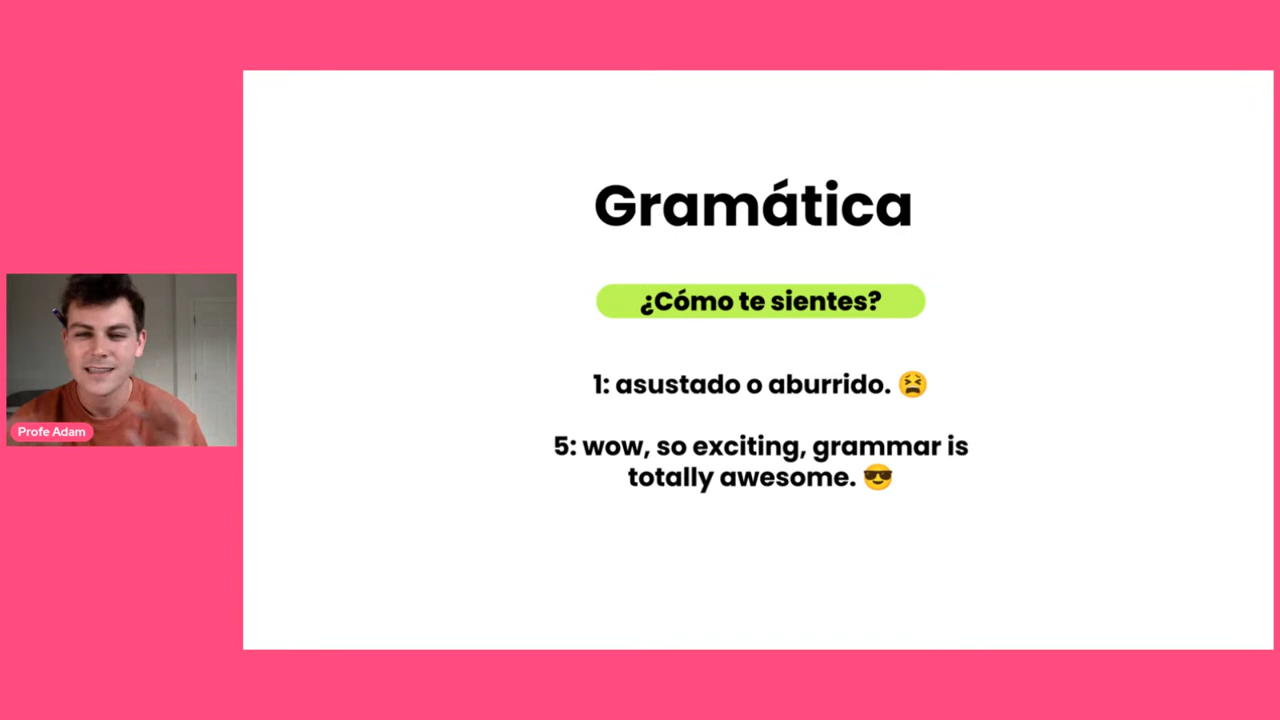 Gramática
¿Cómo te sientes?
1: asustado o aburrido. 😫
5: wow, so exciting, grammar is
totally awesome. 😎
Profe Adam